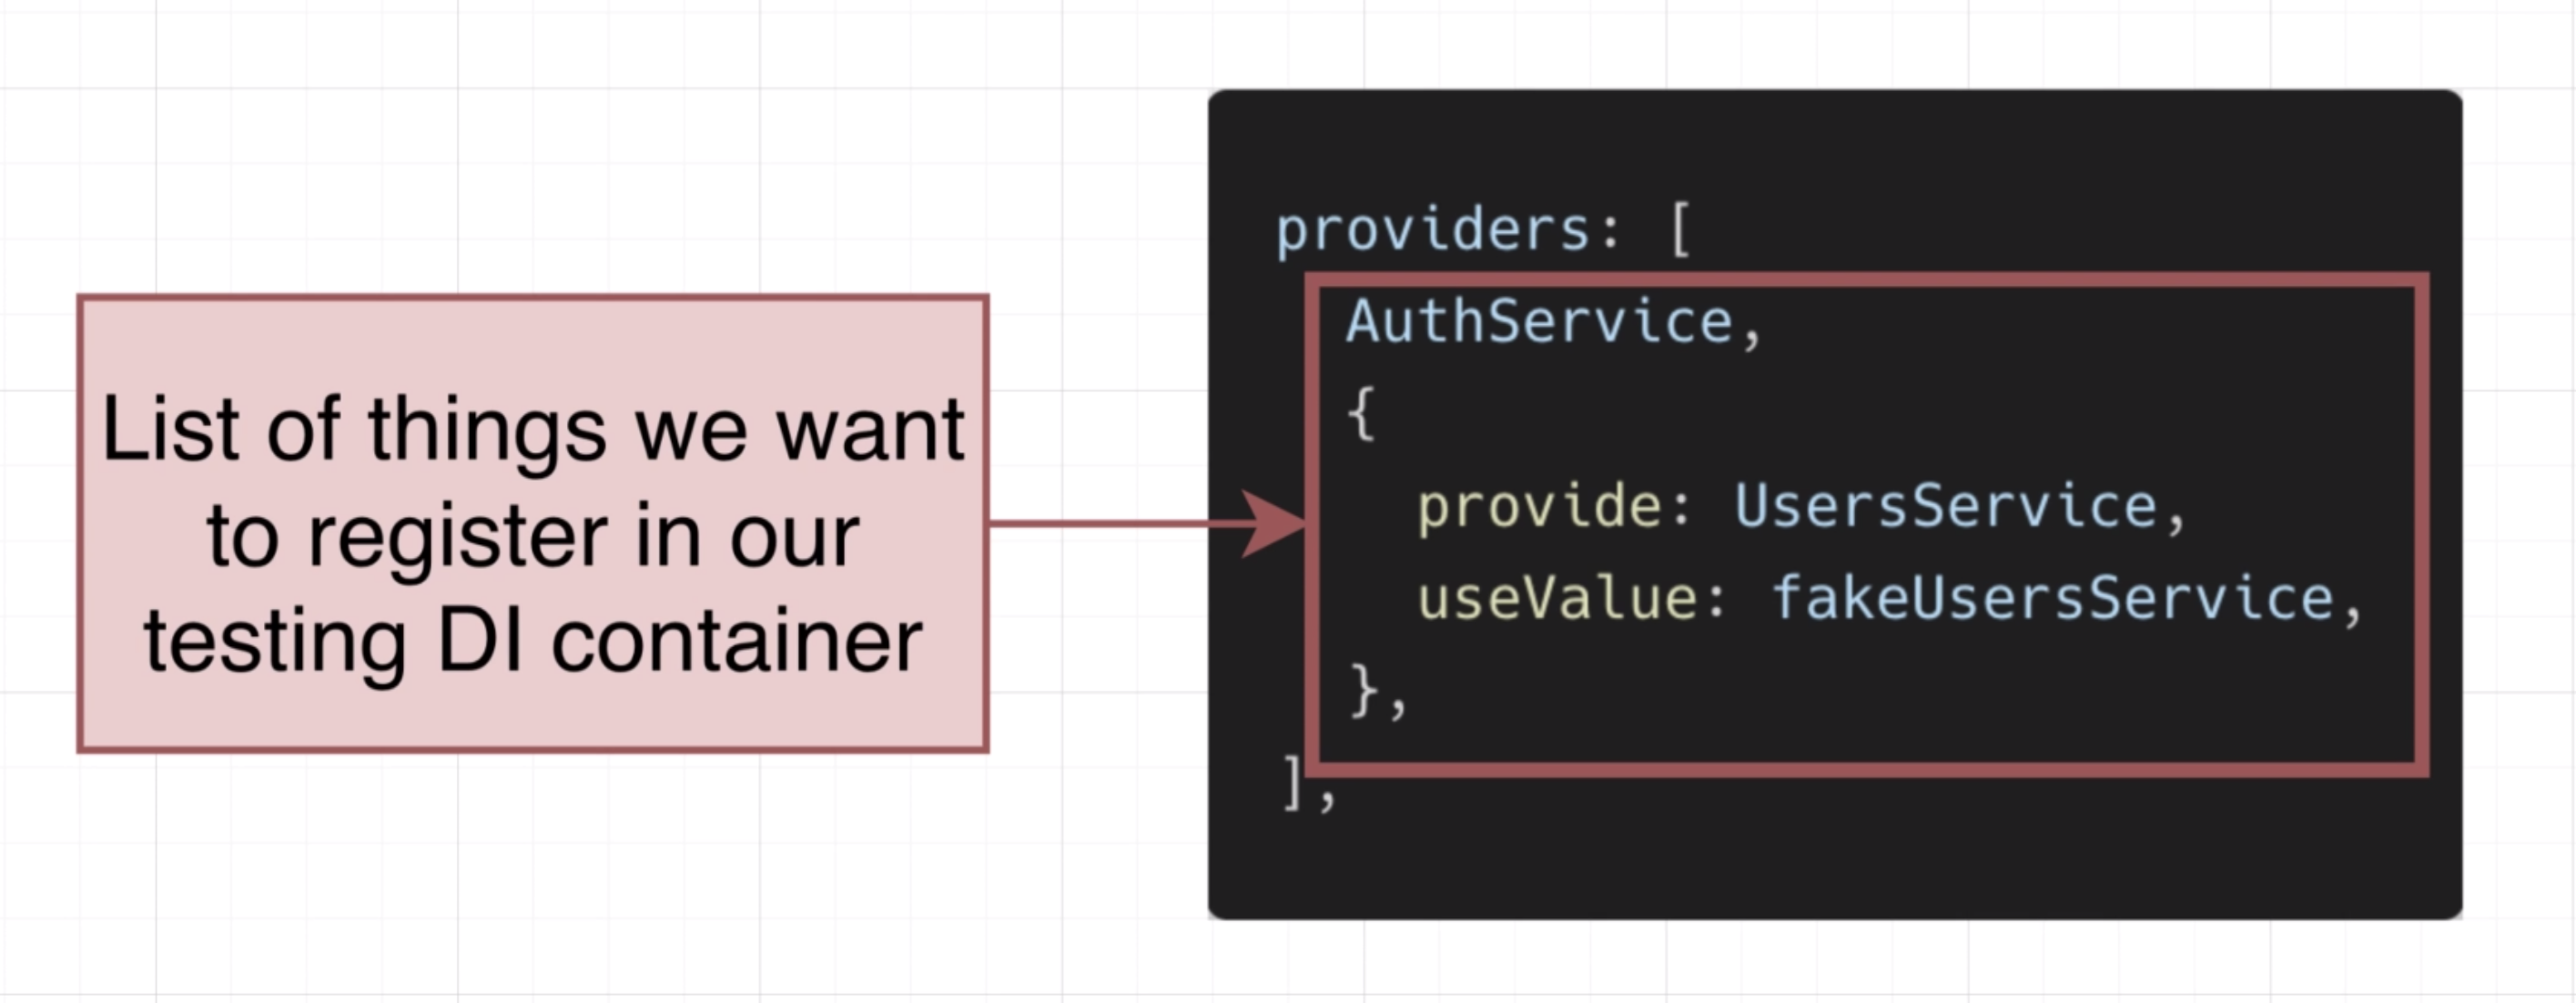 List of things we want
to register in our
testing DI container
providers: [
AuthService,
{
provide: UsersService,
useValue: fakeUsersService,
},
],